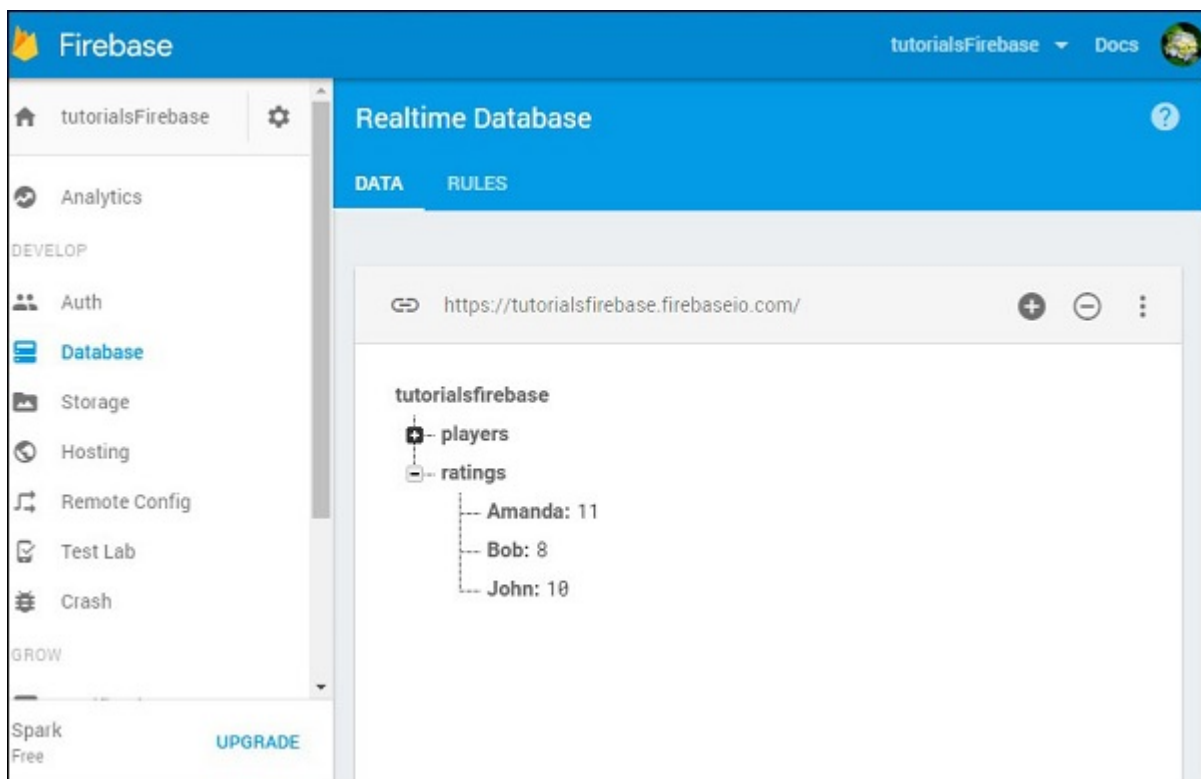 Firebase
tutorialsFirebase Docs
tutorialsFirebase
Analytics
DEVELOP
Auth
Database
Storage
Hosting
Remote Config
Test Lab
Crash
GROW
Spark
Free
UPGRADE
Realtime Database
?
DATA RULES
https://tutorialsfirebase.firebaseio.com/
tutorialsfirebase
players
ratings
Amanda: 11
Bob: 8
John: 10